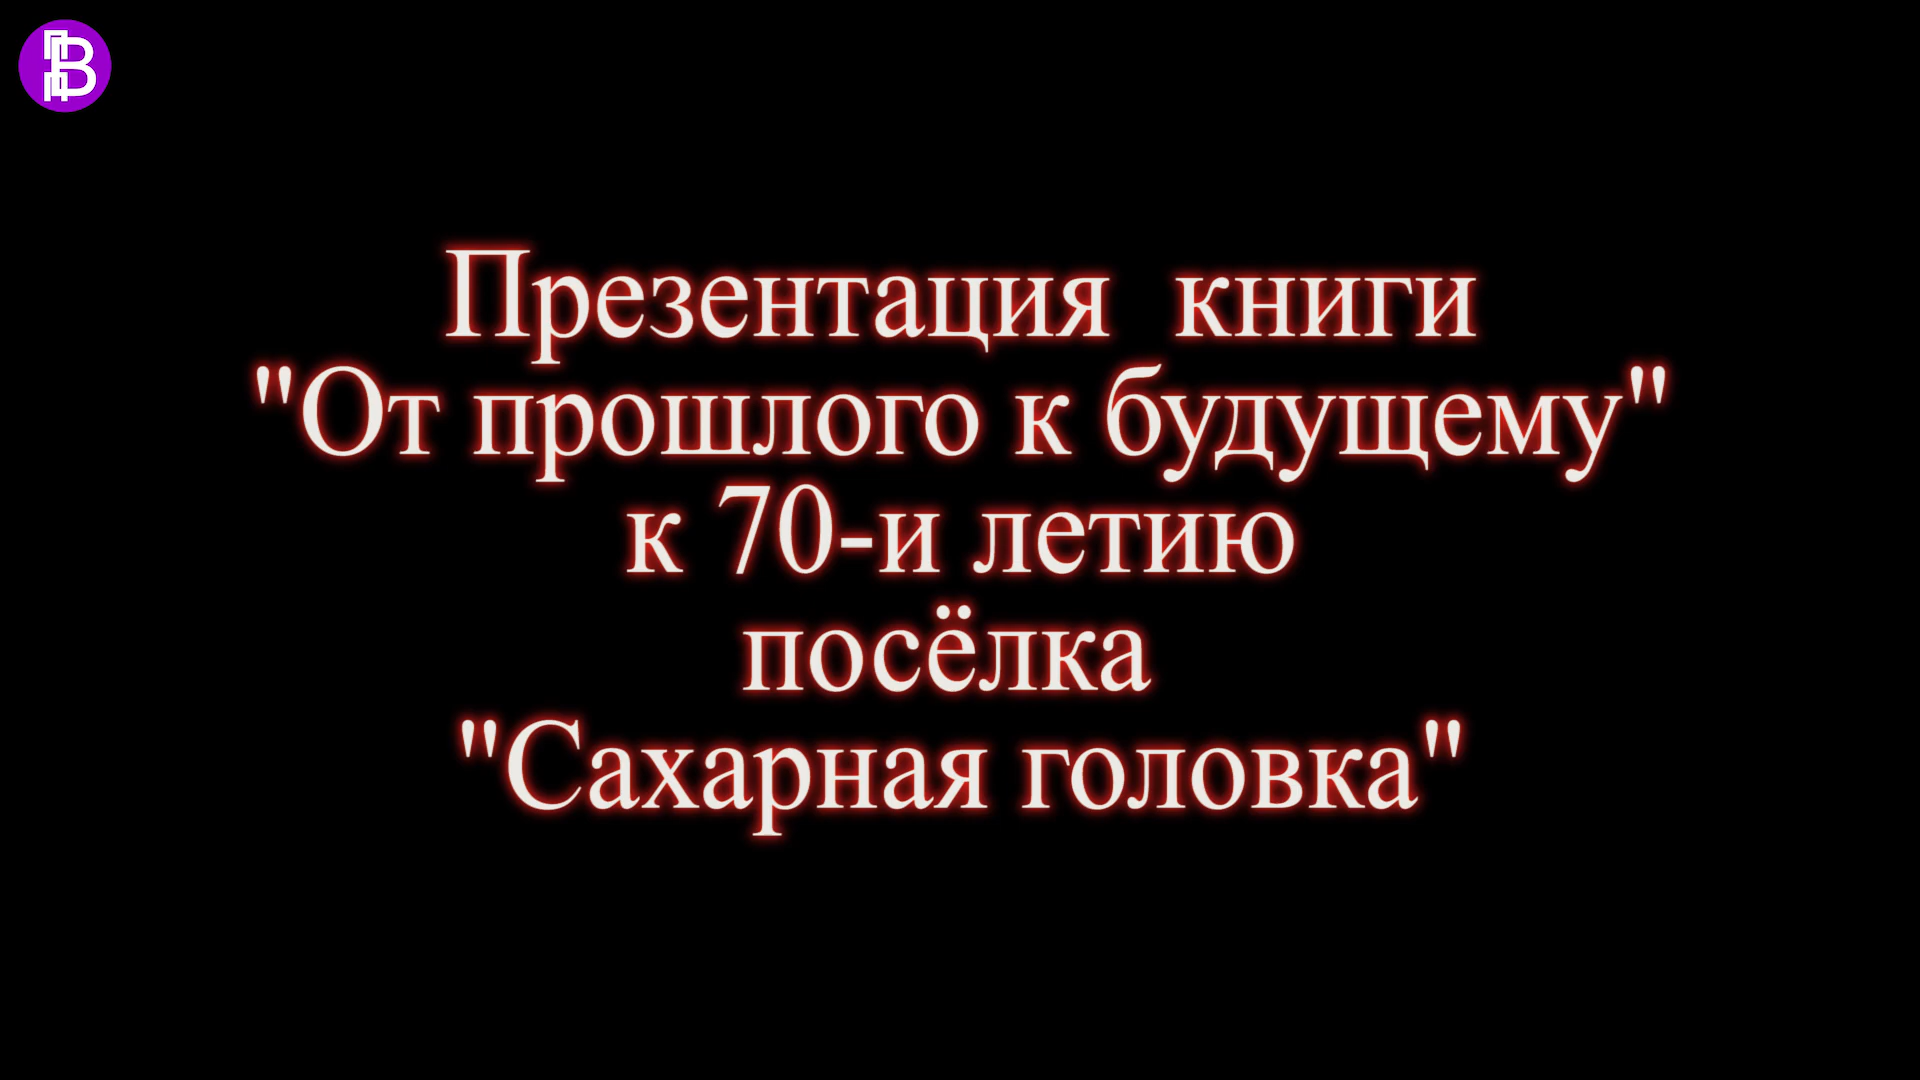 Презентация книги
"От прошлого к будущему"
к 70-и летию
посёлка
"Сахарная головка"